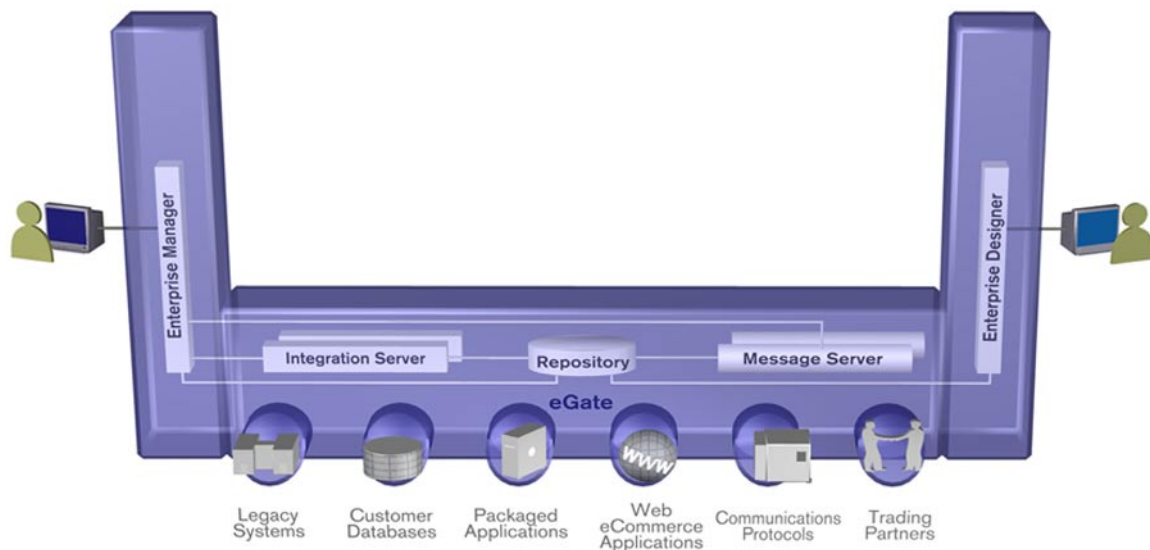 Enterprise Manager
Enterprise Designer
Integration Server
Repository
Message Server
eGate
WWW
Legacy
Systems
Customer
Databases
Packaged
Applications
Web
eCommerce
Applications
Communications
Protocols
Trading
Partners